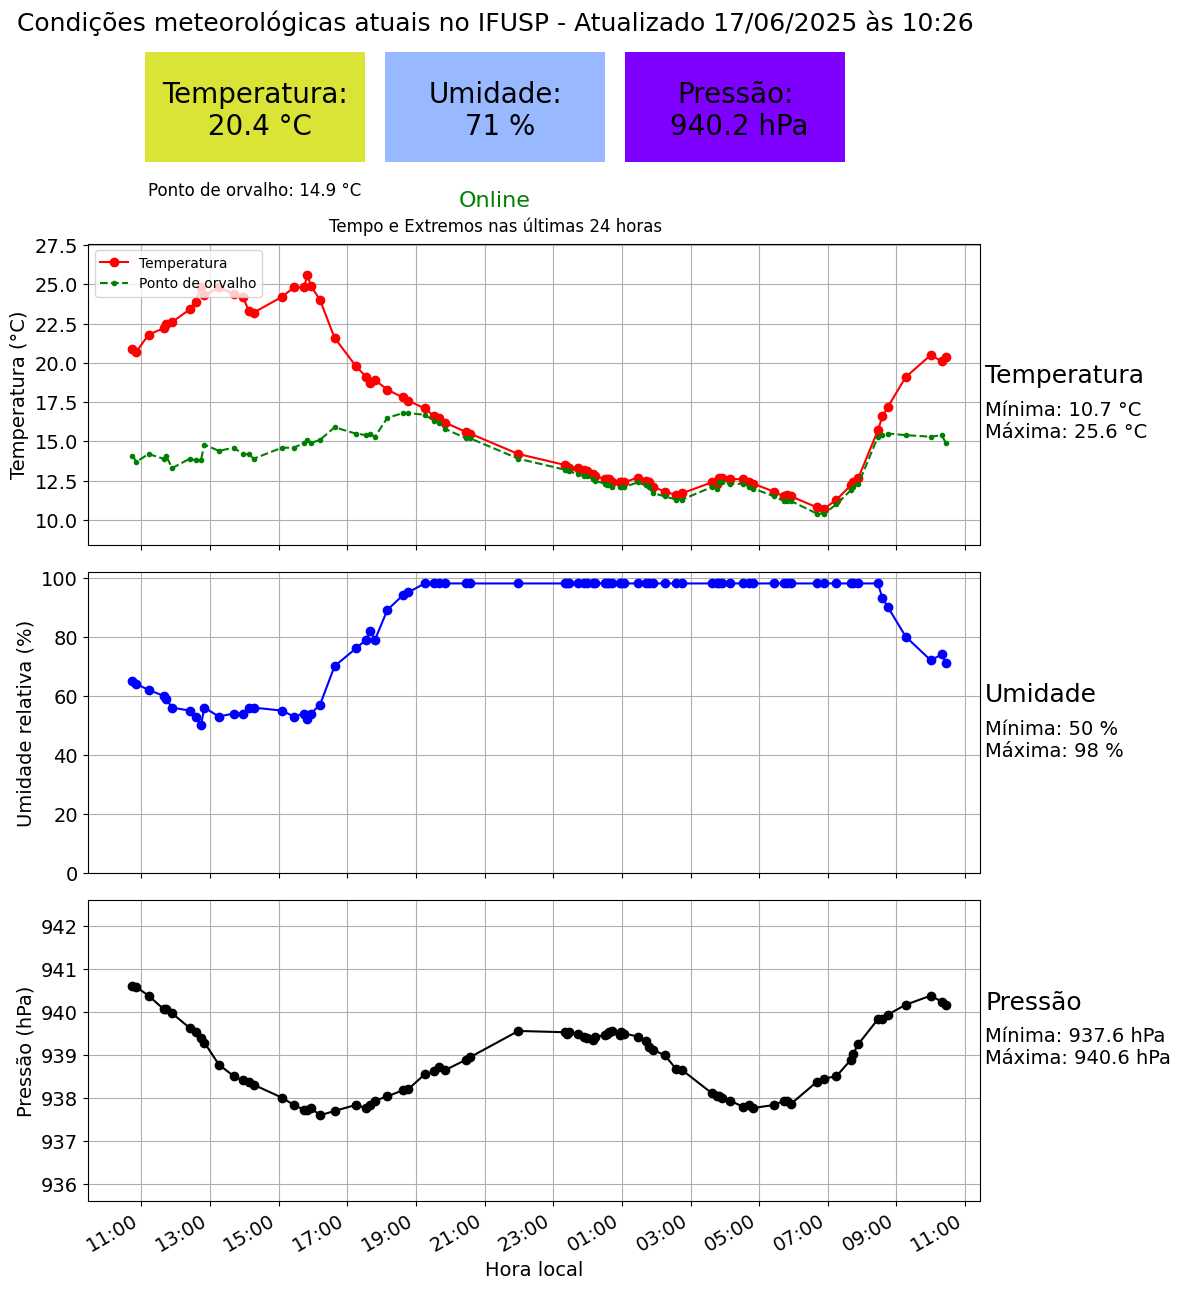 Condições meteorológicas atuais no IFUSP - Atualizado 17/06/2025 às 10:26
Temperatura:
20.4 °C
Umidade:
71 %
Pressão:
940.2 hPa
Ponto de orvalho: 14.9 °C
Online
Tempo e Extremos nas últimas 24 horas
Temperatura
Ponto de orvalho
Temperatura (°C)
27.5
25.0
22.5
20.0
17.5
15.0
12.5
10.0
Temperatura
Mínima: 10.7 °C
Máxima: 25.6 °C
Umidade relativa (%)
100
80
60
40
20
0
Umidade
Mínima: 50 %
Máxima: 98 %
Pressão (hPa)
942
941
940
939
938
937
936
Pressão
Mínima: 937.6 hPa
Máxima: 940.6 hPa
11:00
13:00
15:00
17:00
19:00
21:00
23:00
01:00
03:00
05:00
07:00
09:00
11:00
Hora local